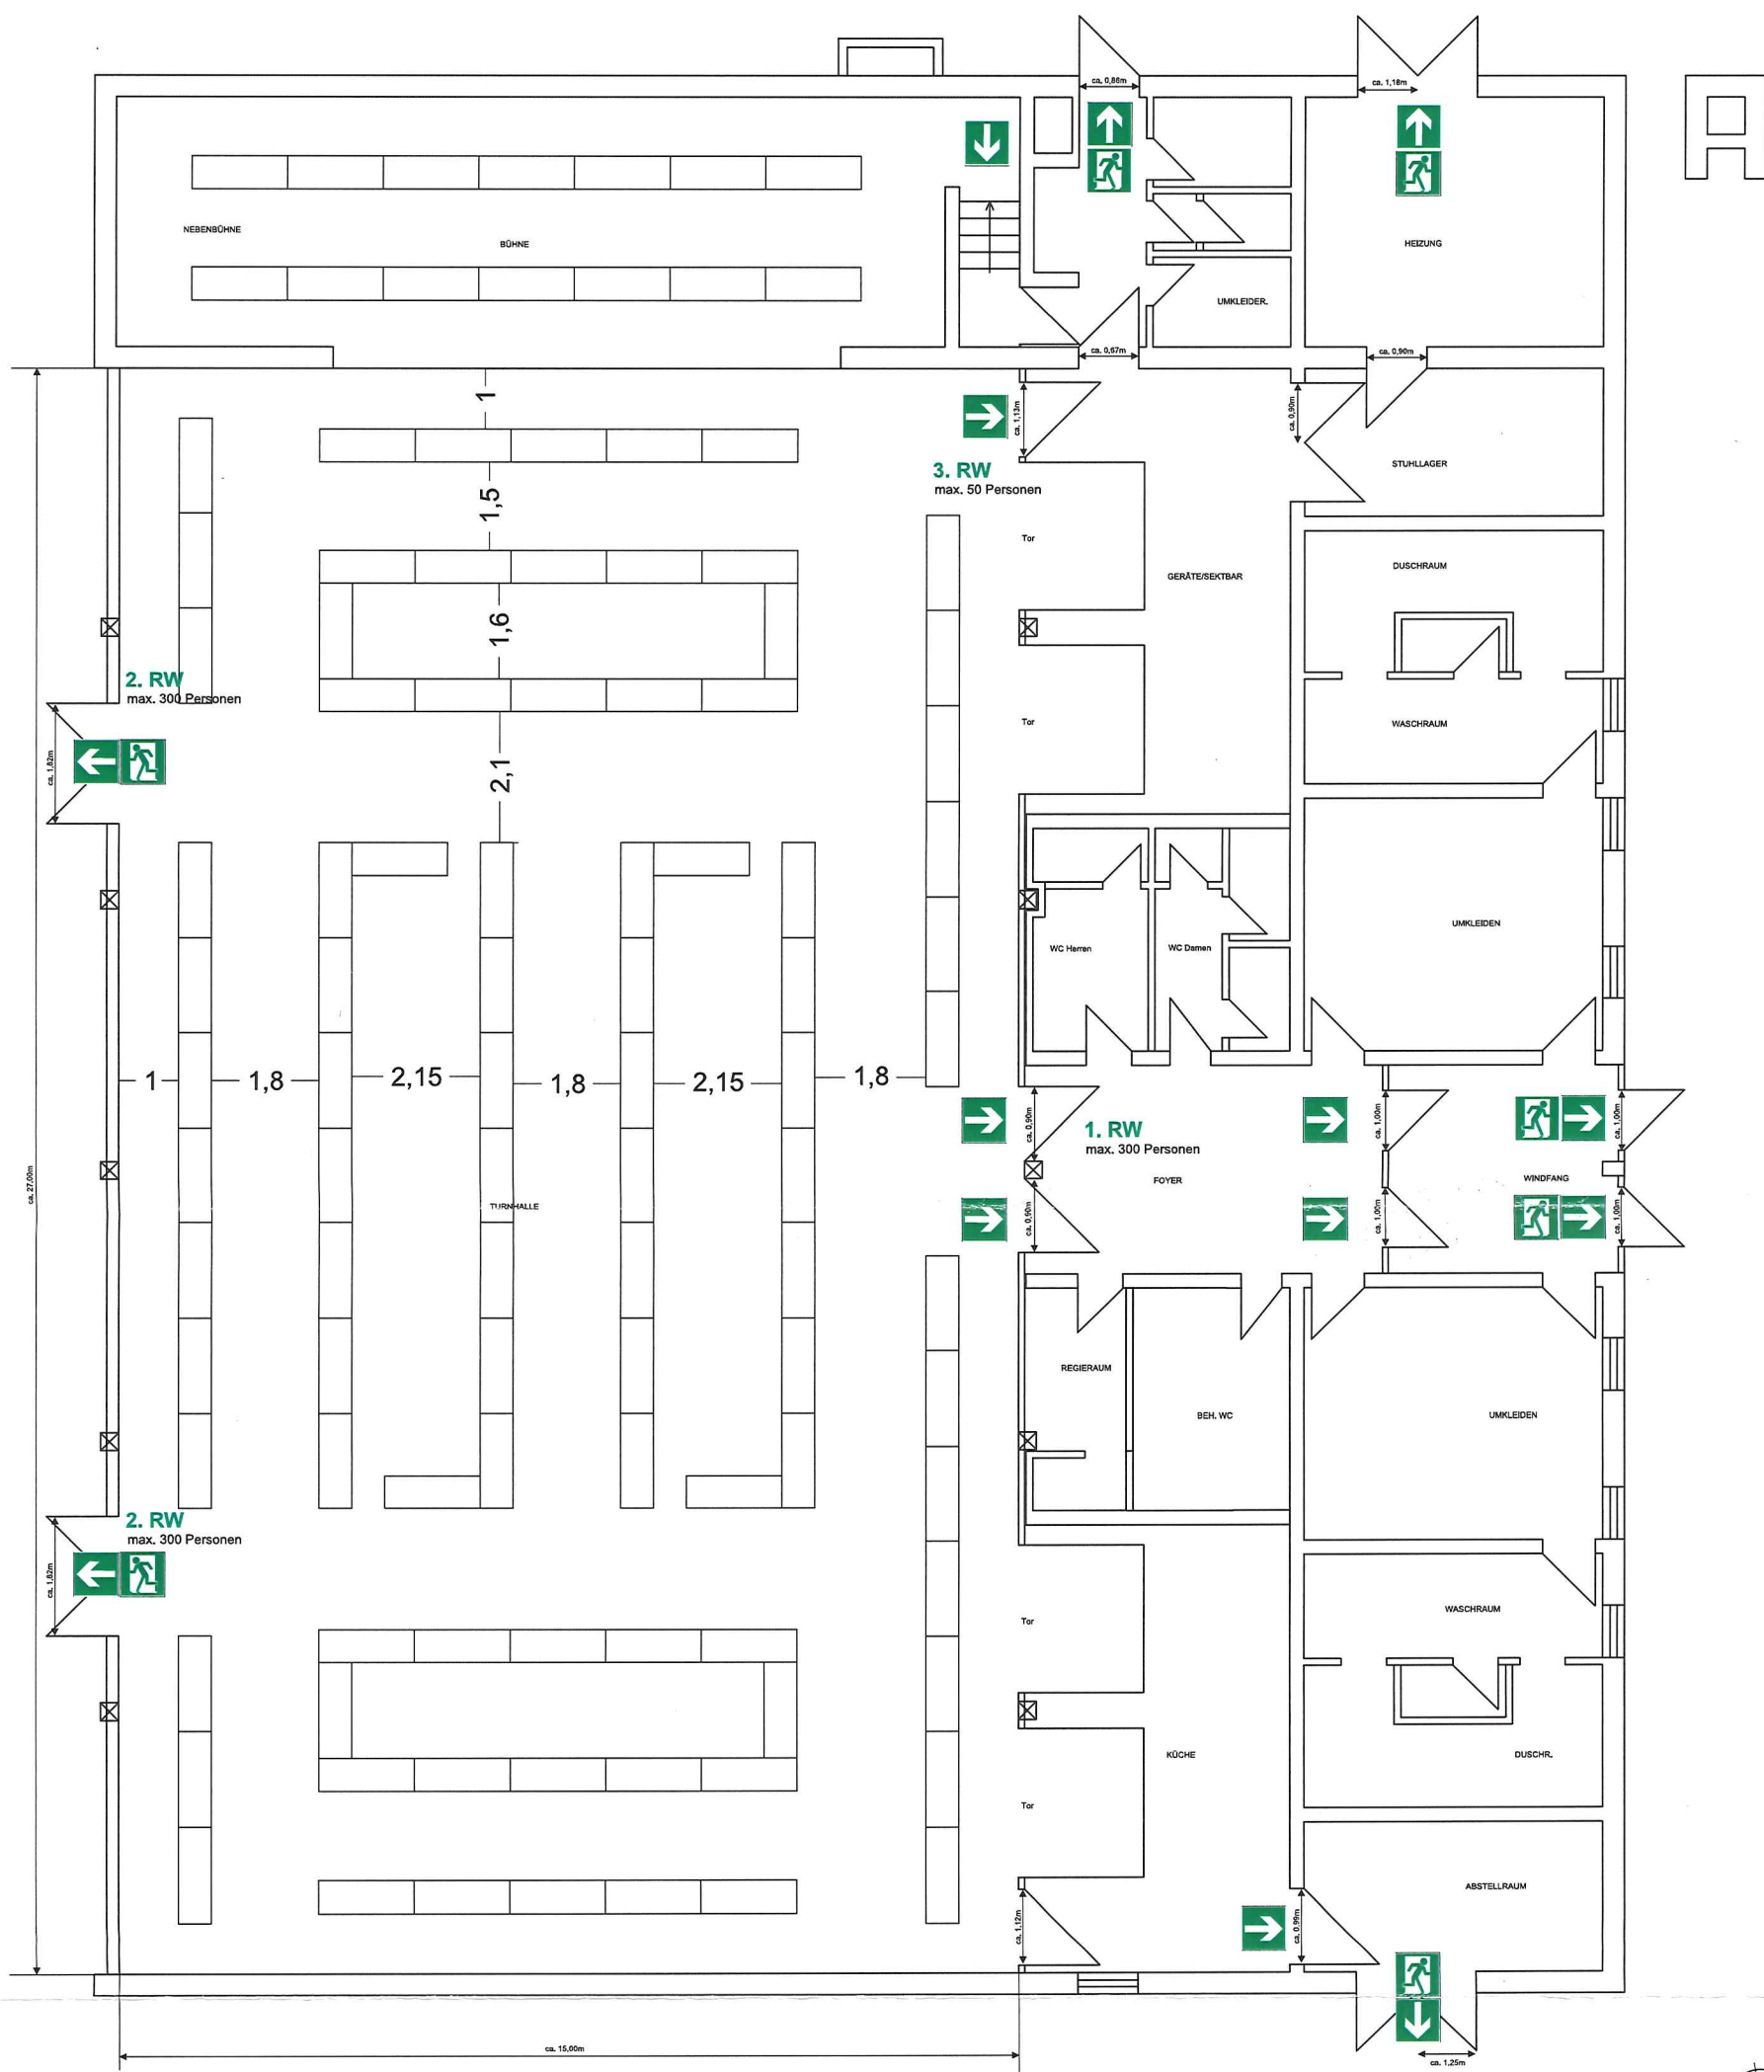 ca. 0,86m
ca. 1,16m
NEBENBÜHNE
BÜHNE
HEIZUNG
UMKLEIDER.
ca. 0,67m
ca. 0,90m
1
ca. 1,13m
ca. 0,90m
3. RW
max. 50 Personen
STUHLLAGER
1,5
Tor
DUSCHRAUM
GERÄTE/SEKTBAR
1,6
2. RW
max. 300 Personen
Tor
WASCHRAUM
ca. 1,82m
2,1
UMKLEIDEN
WC Herren
WC Damen
1
1,8
2,15
1,8
2,15
1,8
ca. 0,90m
ca. 1,00m
ca. 1,00m
1. RW
max. 300 Personen
FOYER
WINDFANG
ca. 27,00m
TURNHALLE
ca. 0,90m
ca. 1,00m
ca. 1,00m
REGIERAUM
BEH. WC
UMKLEIDEN
2. RW
max. 300 Personen
ca. 1,82m
Tor
WASCHRAUM
KÜCHE
DUSCHR.
Tor
ABSTELLRAUM
ca. 1,12m
ca. 0,99m
ca. 15,00m
ca. 1,25m